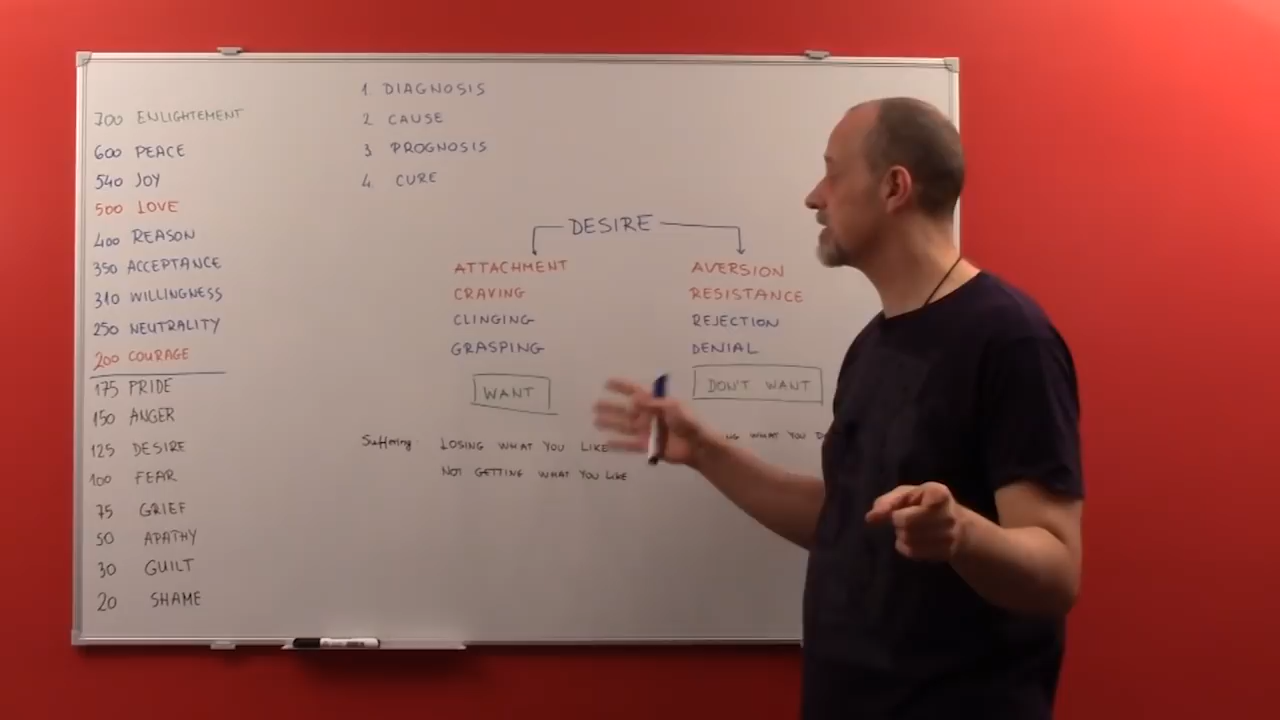 700 ENLIGHTEMENT
600 PEACE
540 JOY
500 LOVE
400 REASON
350 ACCEPTANCE
310 WILLINGNESS
250 NEUTRALITY
200 COURAGE
175 PRIDE
150 ANGER
125 DESIRE
100 FEAR
75 GRIEF
50 APATHY
30 GUILT
20 SHAME
1. DIAGNOSIS
2 CAUSE
3 PROGNOSIS
4. CURE
DESIRE
ATTACHMENT
CRAVING
CLINGING
GRASPING
WANT
AVERSION
RESISTANCE
REJECTION
DENIAL
DON'T WANT
Suffering: LOSING WHAT YOU LIKE
NOT GETTING WHAT YOU LIKE
WHAT YOU